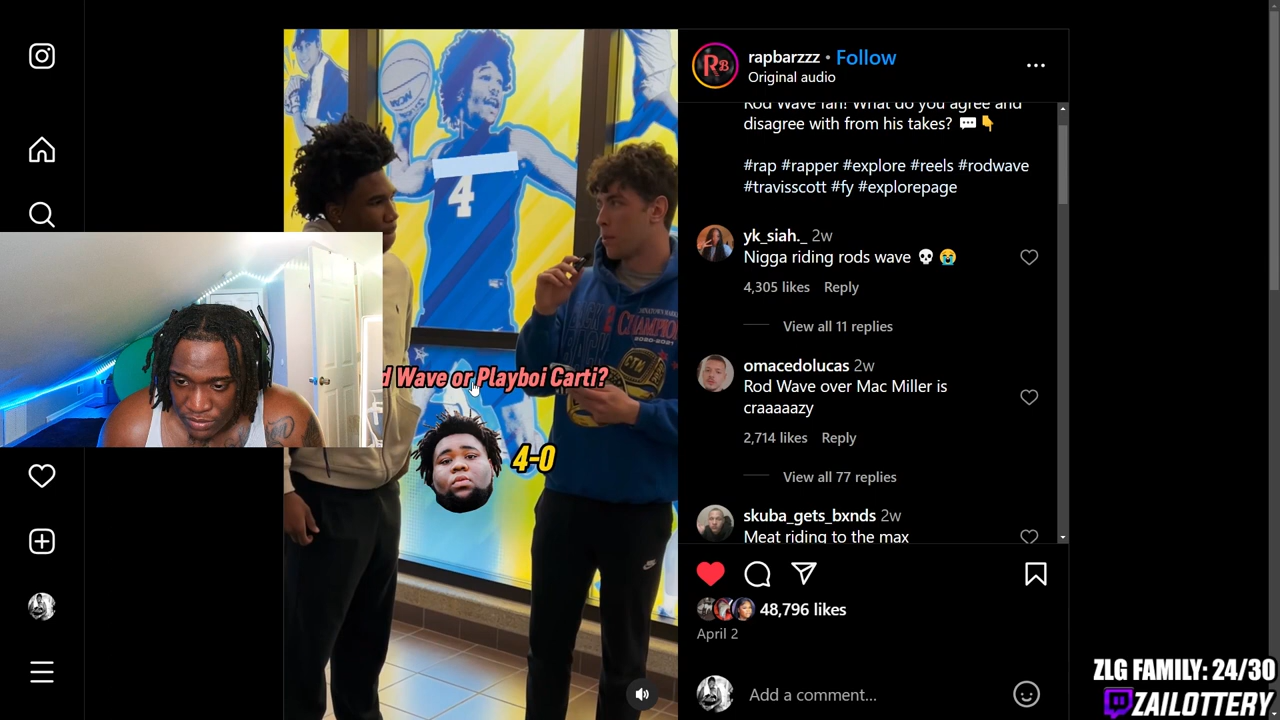 rapbarzzz • Follow
Original audio
Rod Wave fan! What do you agree and
disagree with from his takes? 💬👇
#rap #rapper #explore #reels #rodwave
#travisscott #fy #explorepage
yk_siah._ 2w
Nigga riding rods wave 💀😭
4,305 likes Reply
View all 11 replies
omacedolucas 2w
Rod Wave over Mac Miller is
craaaaazy
2,714 likes Reply
View all 77 replies
skuba_gets_bxnds 2w
Meat riding to the max
48,796 likes
April 2
Add a comment...
RB
4
d Wave or Playboi Carti?
4-0
CHAMPIO
2020-2021
ZLG FAMILY: 24/30
ZAILOTTERY